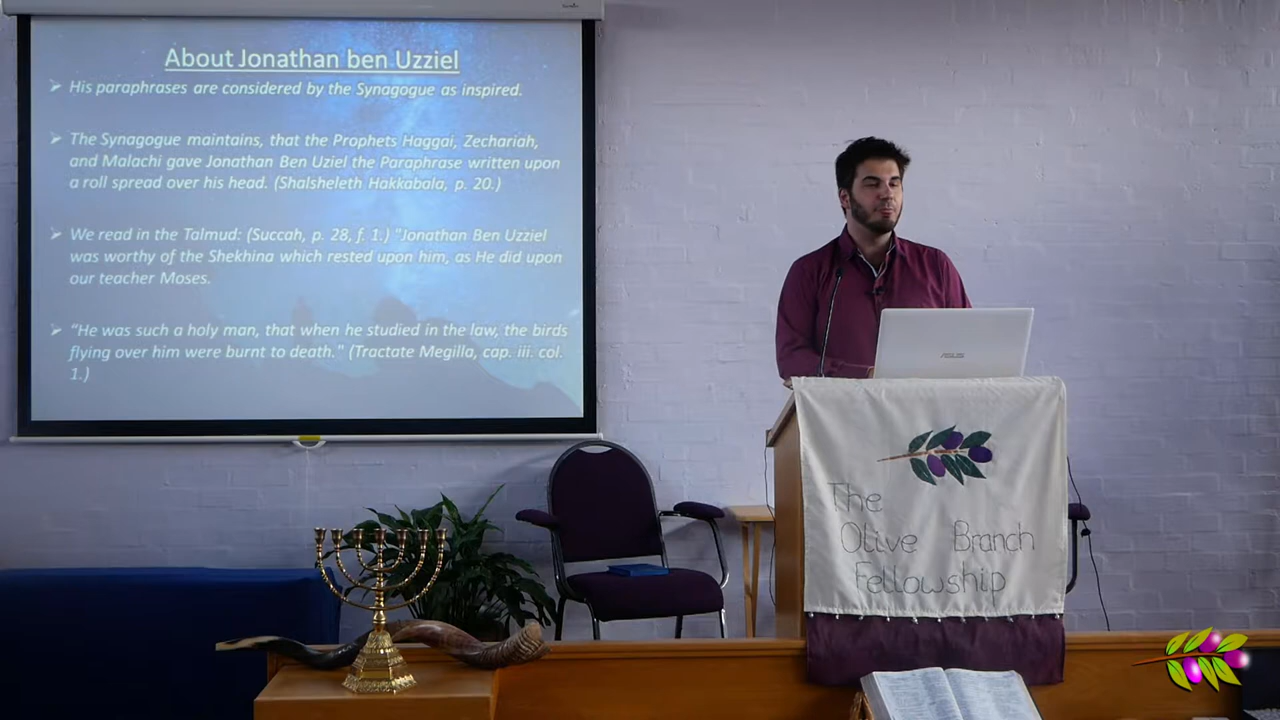 About Jonathan ben Uzziel
His paraphrases are considered by the Synagogue as inspired.
The Synagogue maintains, that the Prophets Haggai, Zechariah,
and Malachi gave Jonathan Ben Uziel the Paraphrase written upon
a roll spread over his head. (Shalsheleth Hakkabala, p. 20.)
We read in the Talmud: (Succah, p. 28, f. 1.) "Jonathan Ben Uzziel
was worthy of the Shekhina which rested upon him, as He did upon
our teacher Moses.
“He was such a holy man, that when he studied in the law, the birds
flying over him were burnt to death." (Tractate Megilla, cap. iii. col.
1.)
ASUS
The
Olive Branch
Fellowship